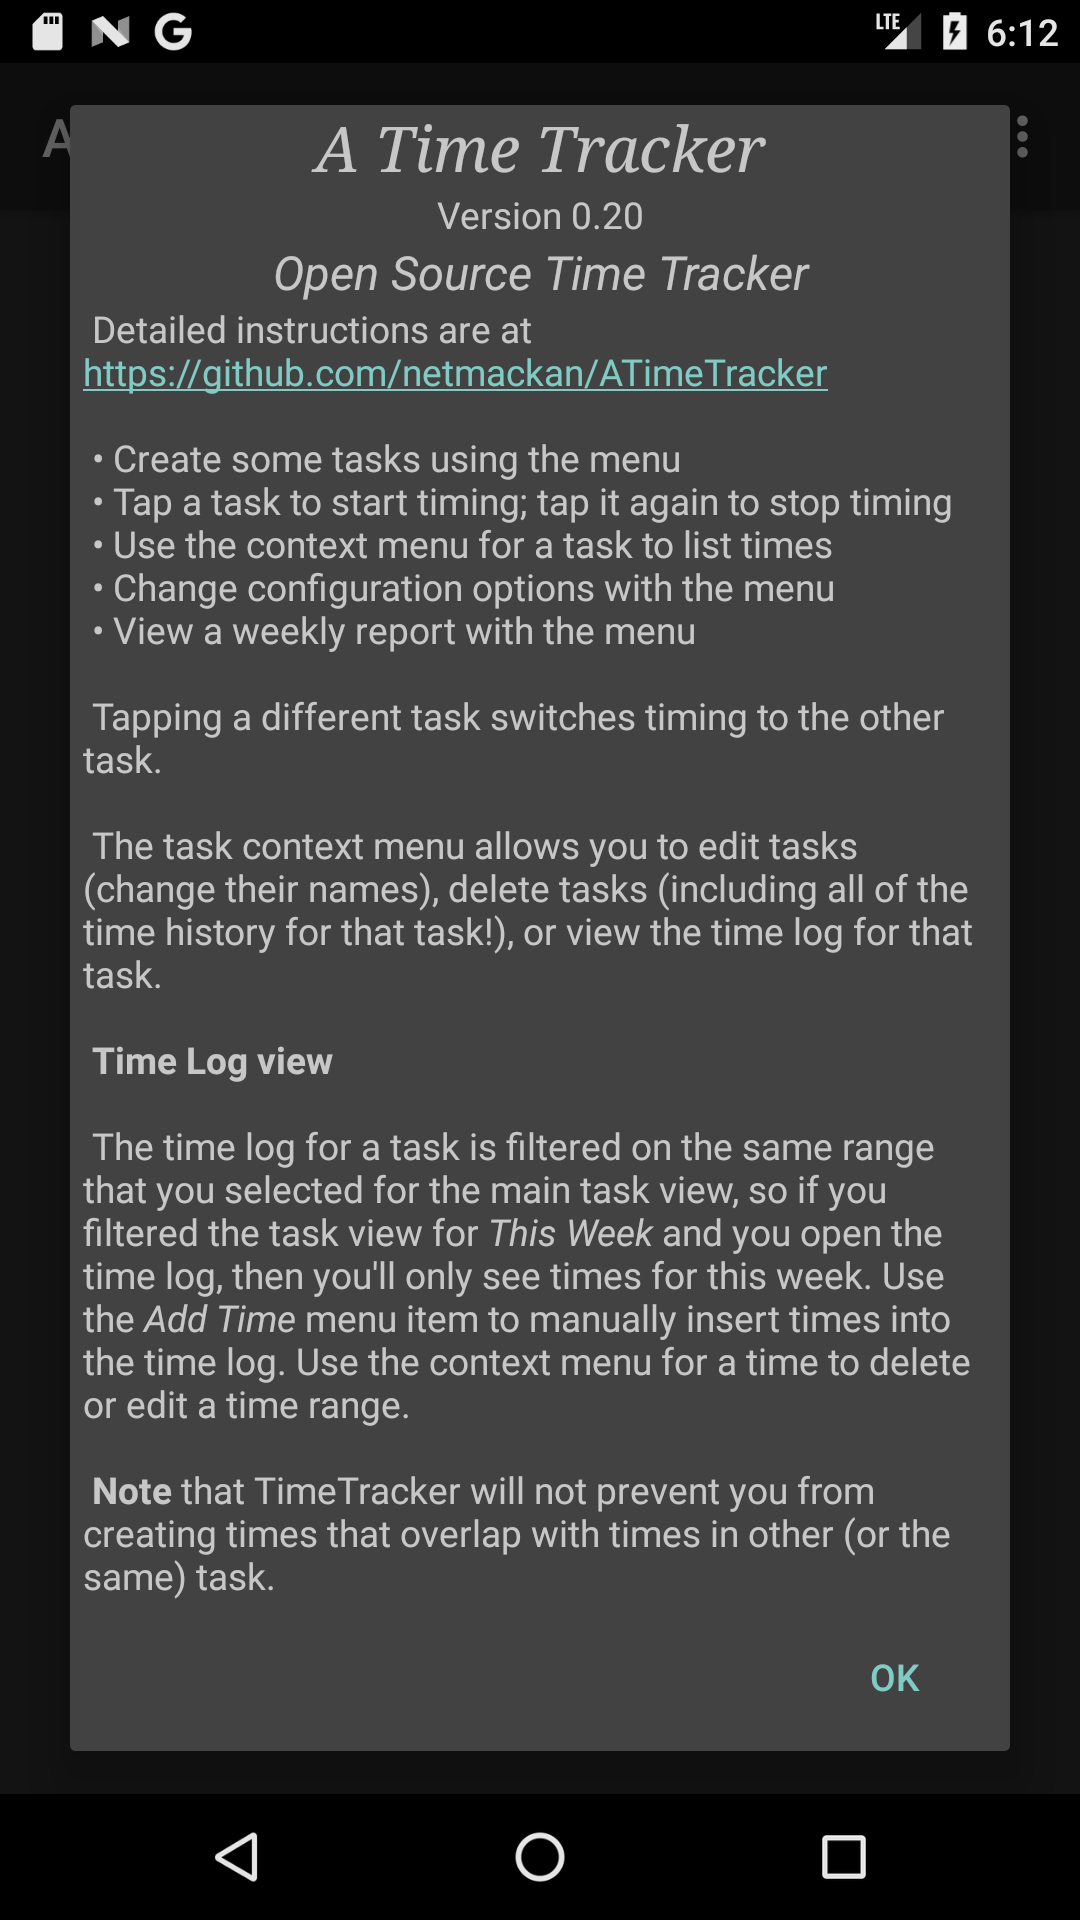 LTE 6:12
A
A Time Tracker
Version 0.20
Open Source Time Tracker
Detailed instructions are at
https://github.com/netmackan/ATimeTracker
• Create some tasks using the menu
• Tap a task to start timing; tap it again to stop timing
• Use the context menu for a task to list times
• Change configuration options with the menu
• View a weekly report with the menu
Tapping a different task switches timing to the other
task.
The task context menu allows you to edit tasks
(change their names), delete tasks (including all of the
time history for that task!), or view the time log for that
task.
Time Log view
The time log for a task is filtered on the same range
that you selected for the main task view, so if you
filtered the task view for This Week and you open the
time log, then you'll only see times for this week. Use
the Add Time menu item to manually insert times into
the time log. Use the context menu for a time to delete
or edit a time range.
Note that TimeTracker will not prevent you from
creating times that overlap with times in other (or the
same) task.
OK